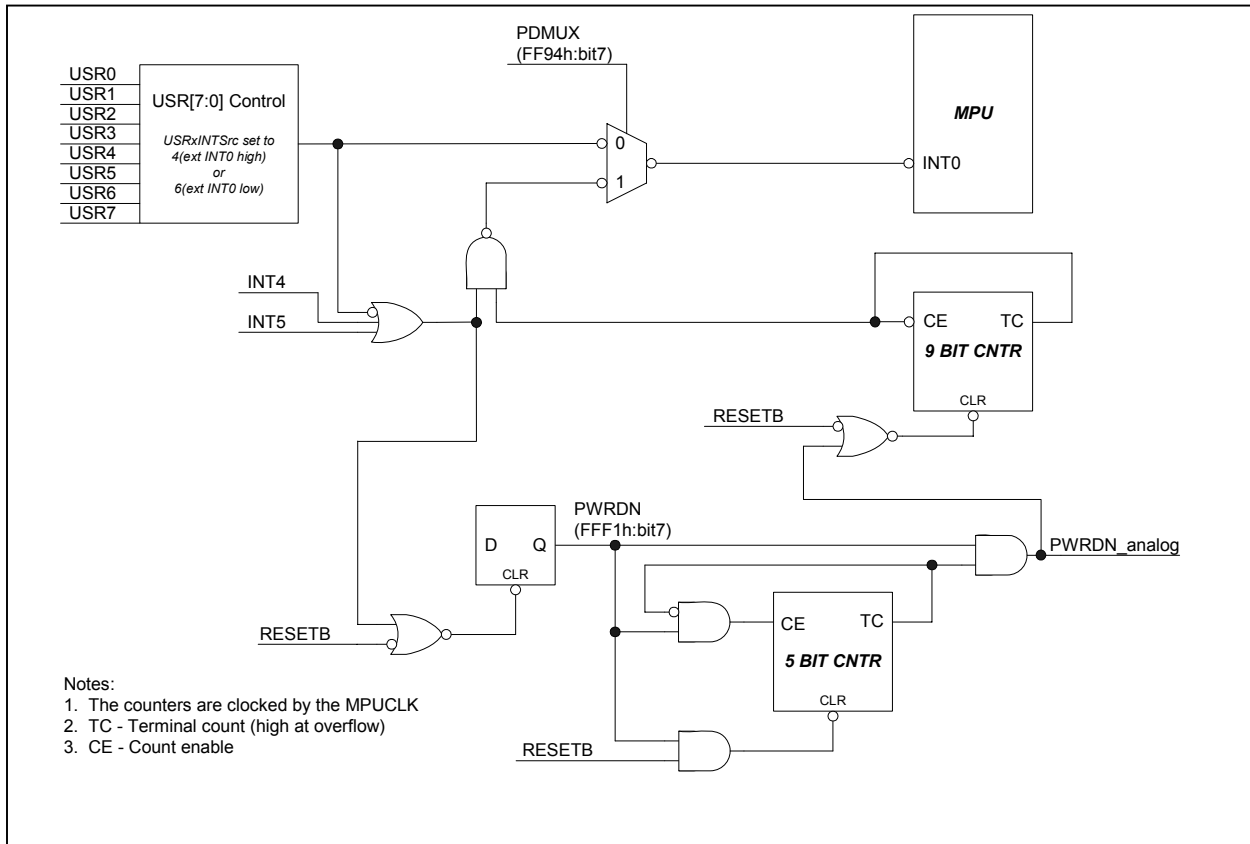 PDMUX
(FF94h:bit7)
USR0
USR1
USR2
USR3
USR4
USR5
USR6
USR7
USR[7:0] Control
USRxINTSrc set to
4(ext INT0 high)
or
6(ext INT0 low)
0
1
MPU
INT0
INT4
INT5
CE
TC
9 BIT CNTR
CLR
RESETB
D
Q
CLR
RESETB
PWRDN
(FFF1h:bit7)
PWRDN_analog
CE
TC
5 BIT CNTR
CLR
RESETB
Notes:
1. The counters are clocked by the MPUCLK
2. TC - Terminal count (high at overflow)
3. CE - Count enable